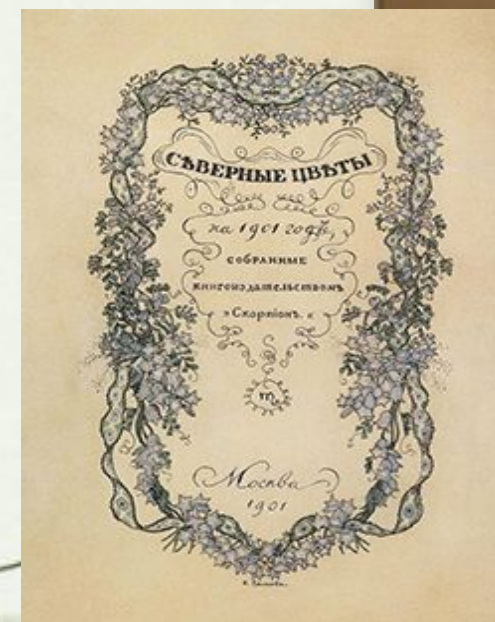 СѢВЕРНЫЕ ЦВѢТЫ
на 1901 годъ,
СОБРАННЫЕ
КНИГОИЗДАТЕЛЬСТВОМЪ
»Скорпіонъ.«
Москва
1901